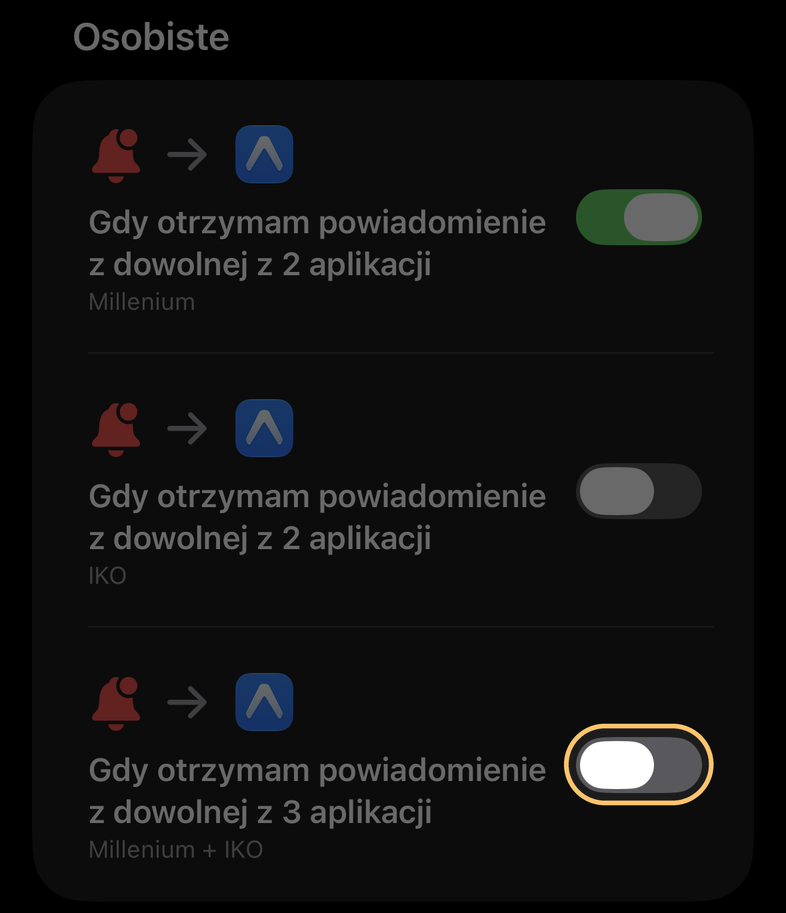 Osobiste
Gdy otrzymam powiadomienie
z dowolnej z 2 aplikacji
Millenium
Gdy otrzymam powiadomienie
z dowolnej z 2 aplikacji
IKO
Gdy otrzymam powiadomienie
z dowolnej z 3 aplikacji
Millenium + IKO